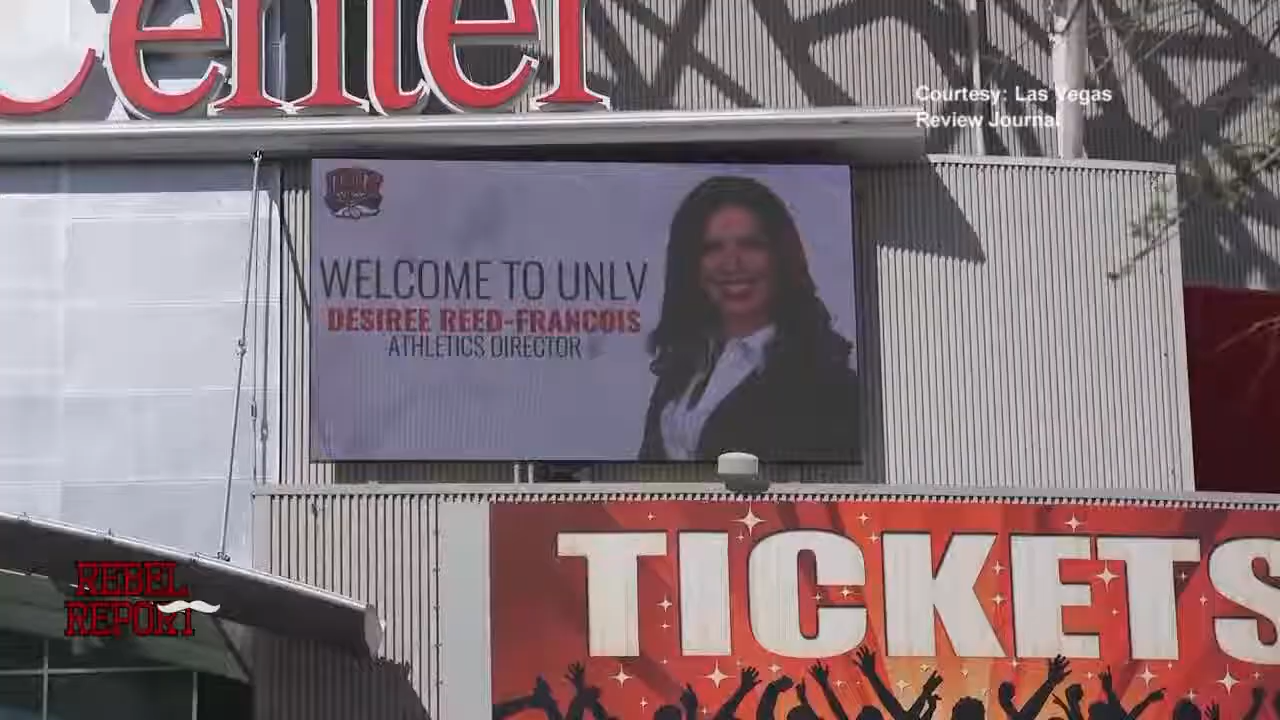 Center
Courtesy: Las Vegas
Review Journal
WELCOME TO UNLV
DESIREE REED-FRANCOIS
ATHLETICS DIRECTOR
TICKETS
REBEL
REPORT